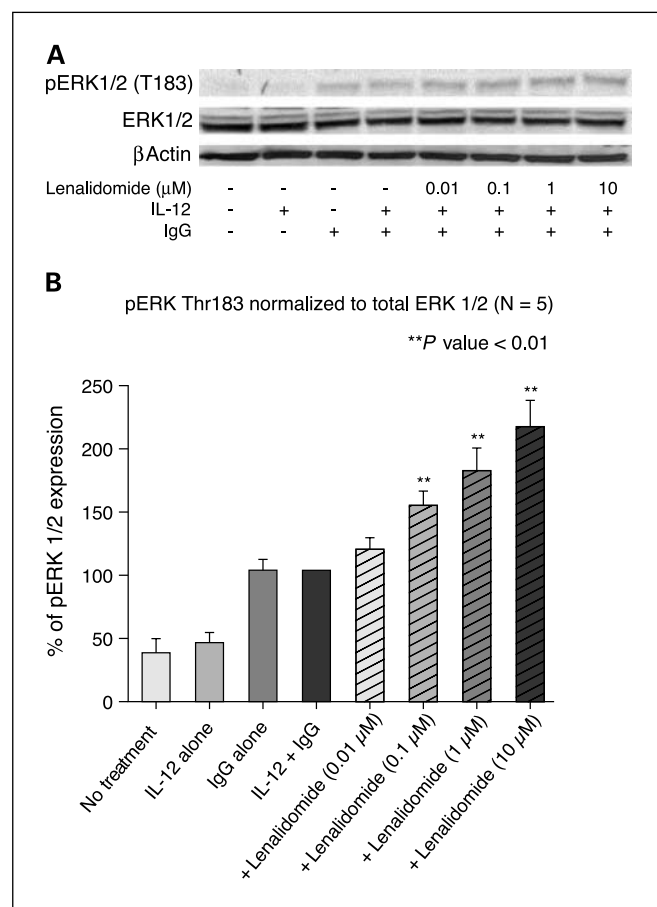 A
pERK1/2 (T183)
ERK1/2
βActin
Lenalidomide (μM) - - - - 0.01 0.1 1 10
IL-12 - + - + + + + +
IgG - - + + + + + +
B
pERK Thr183 normalized to total ERK 1/2 (N = 5)
**P value < 0.01
% of pERK 1/2 expression
250
200
150
100
50
0
**
**
**
No treatment
IL-12 alone
IgG alone
IL-12 + IgG
+ Lenalidomide (0.01 μM)
+ Lenalidomide (0.1 μM)
+ Lenalidomide (1 μM)
+ Lenalidomide (10 μM)